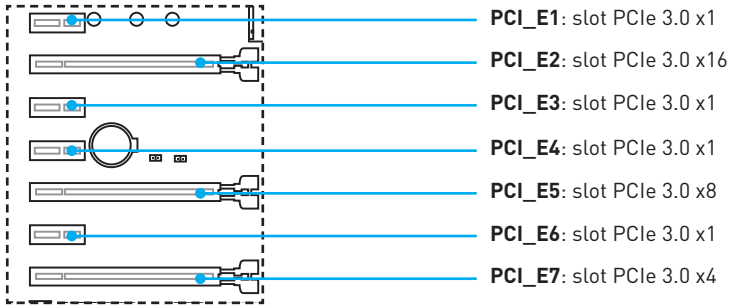 PCI_E1: slot PCIe 3.0 x1
PCI_E2: slot PCIe 3.0 x16
PCI_E3: slot PCIe 3.0 x1
PCI_E4: slot PCIe 3.0 x1
PCI_E5: slot PCIe 3.0 x8
PCI_E6: slot PCIe 3.0 x1
PCI_E7: slot PCIe 3.0 x4